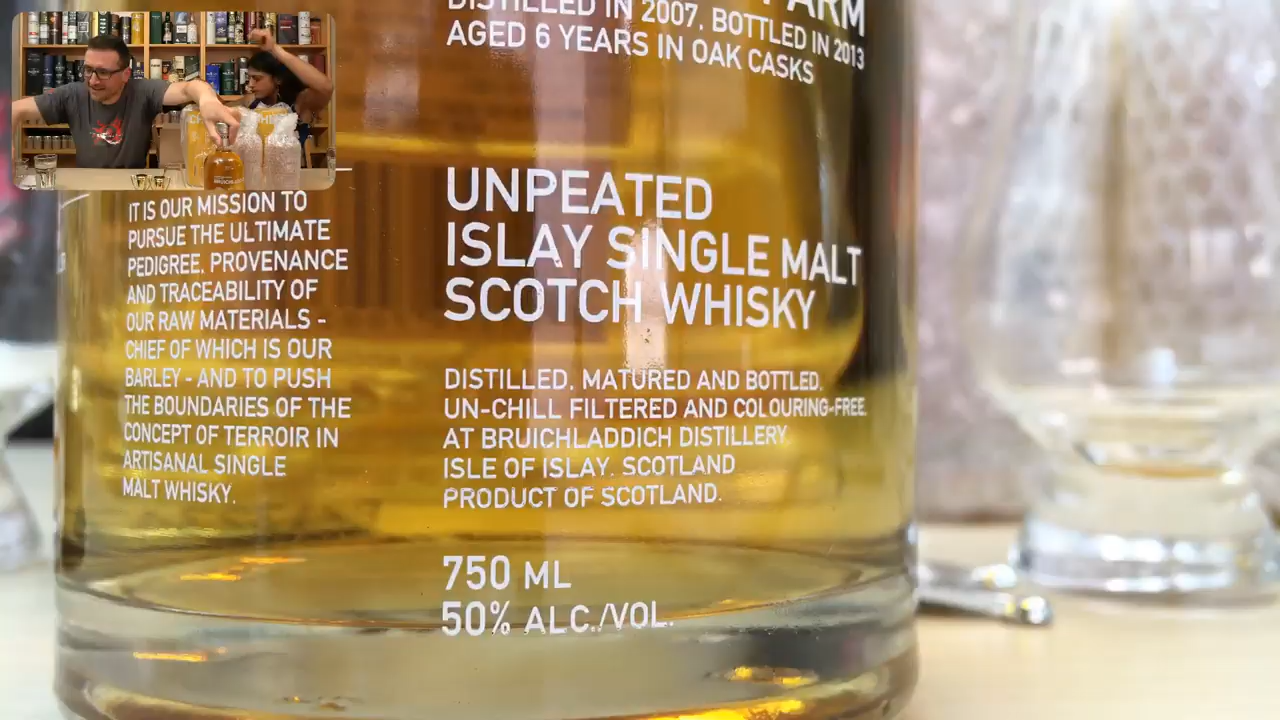 FARM
DISTILLED IN 2007, BOTTLED IN 2013
AGED 6 YEARS IN OAK CASKS
IT IS OUR MISSION TO
PURSUE THE ULTIMATE
PEDIGREE, PROVENANCE
AND TRACEABILITY OF
OUR RAW MATERIALS -
CHIEF OF WHICH IS OUR
BARLEY - AND TO PUSH
THE BOUNDARIES OF THE
CONCEPT OF TERROIR IN
ARTISANAL SINGLE
MALT WHISKY.
UNPEATED
ISLAY SINGLE MALT
SCOTCH WHISKY
DISTILLED, MATURED AND BOTTLED,
UN-CHILL FILTERED AND COLOURING-FREE,
AT BRUICHLADDICH DISTILLERY,
ISLE OF ISLAY, SCOTLAND
PRODUCT OF SCOTLAND.
750 ML
50% ALC./VOL.